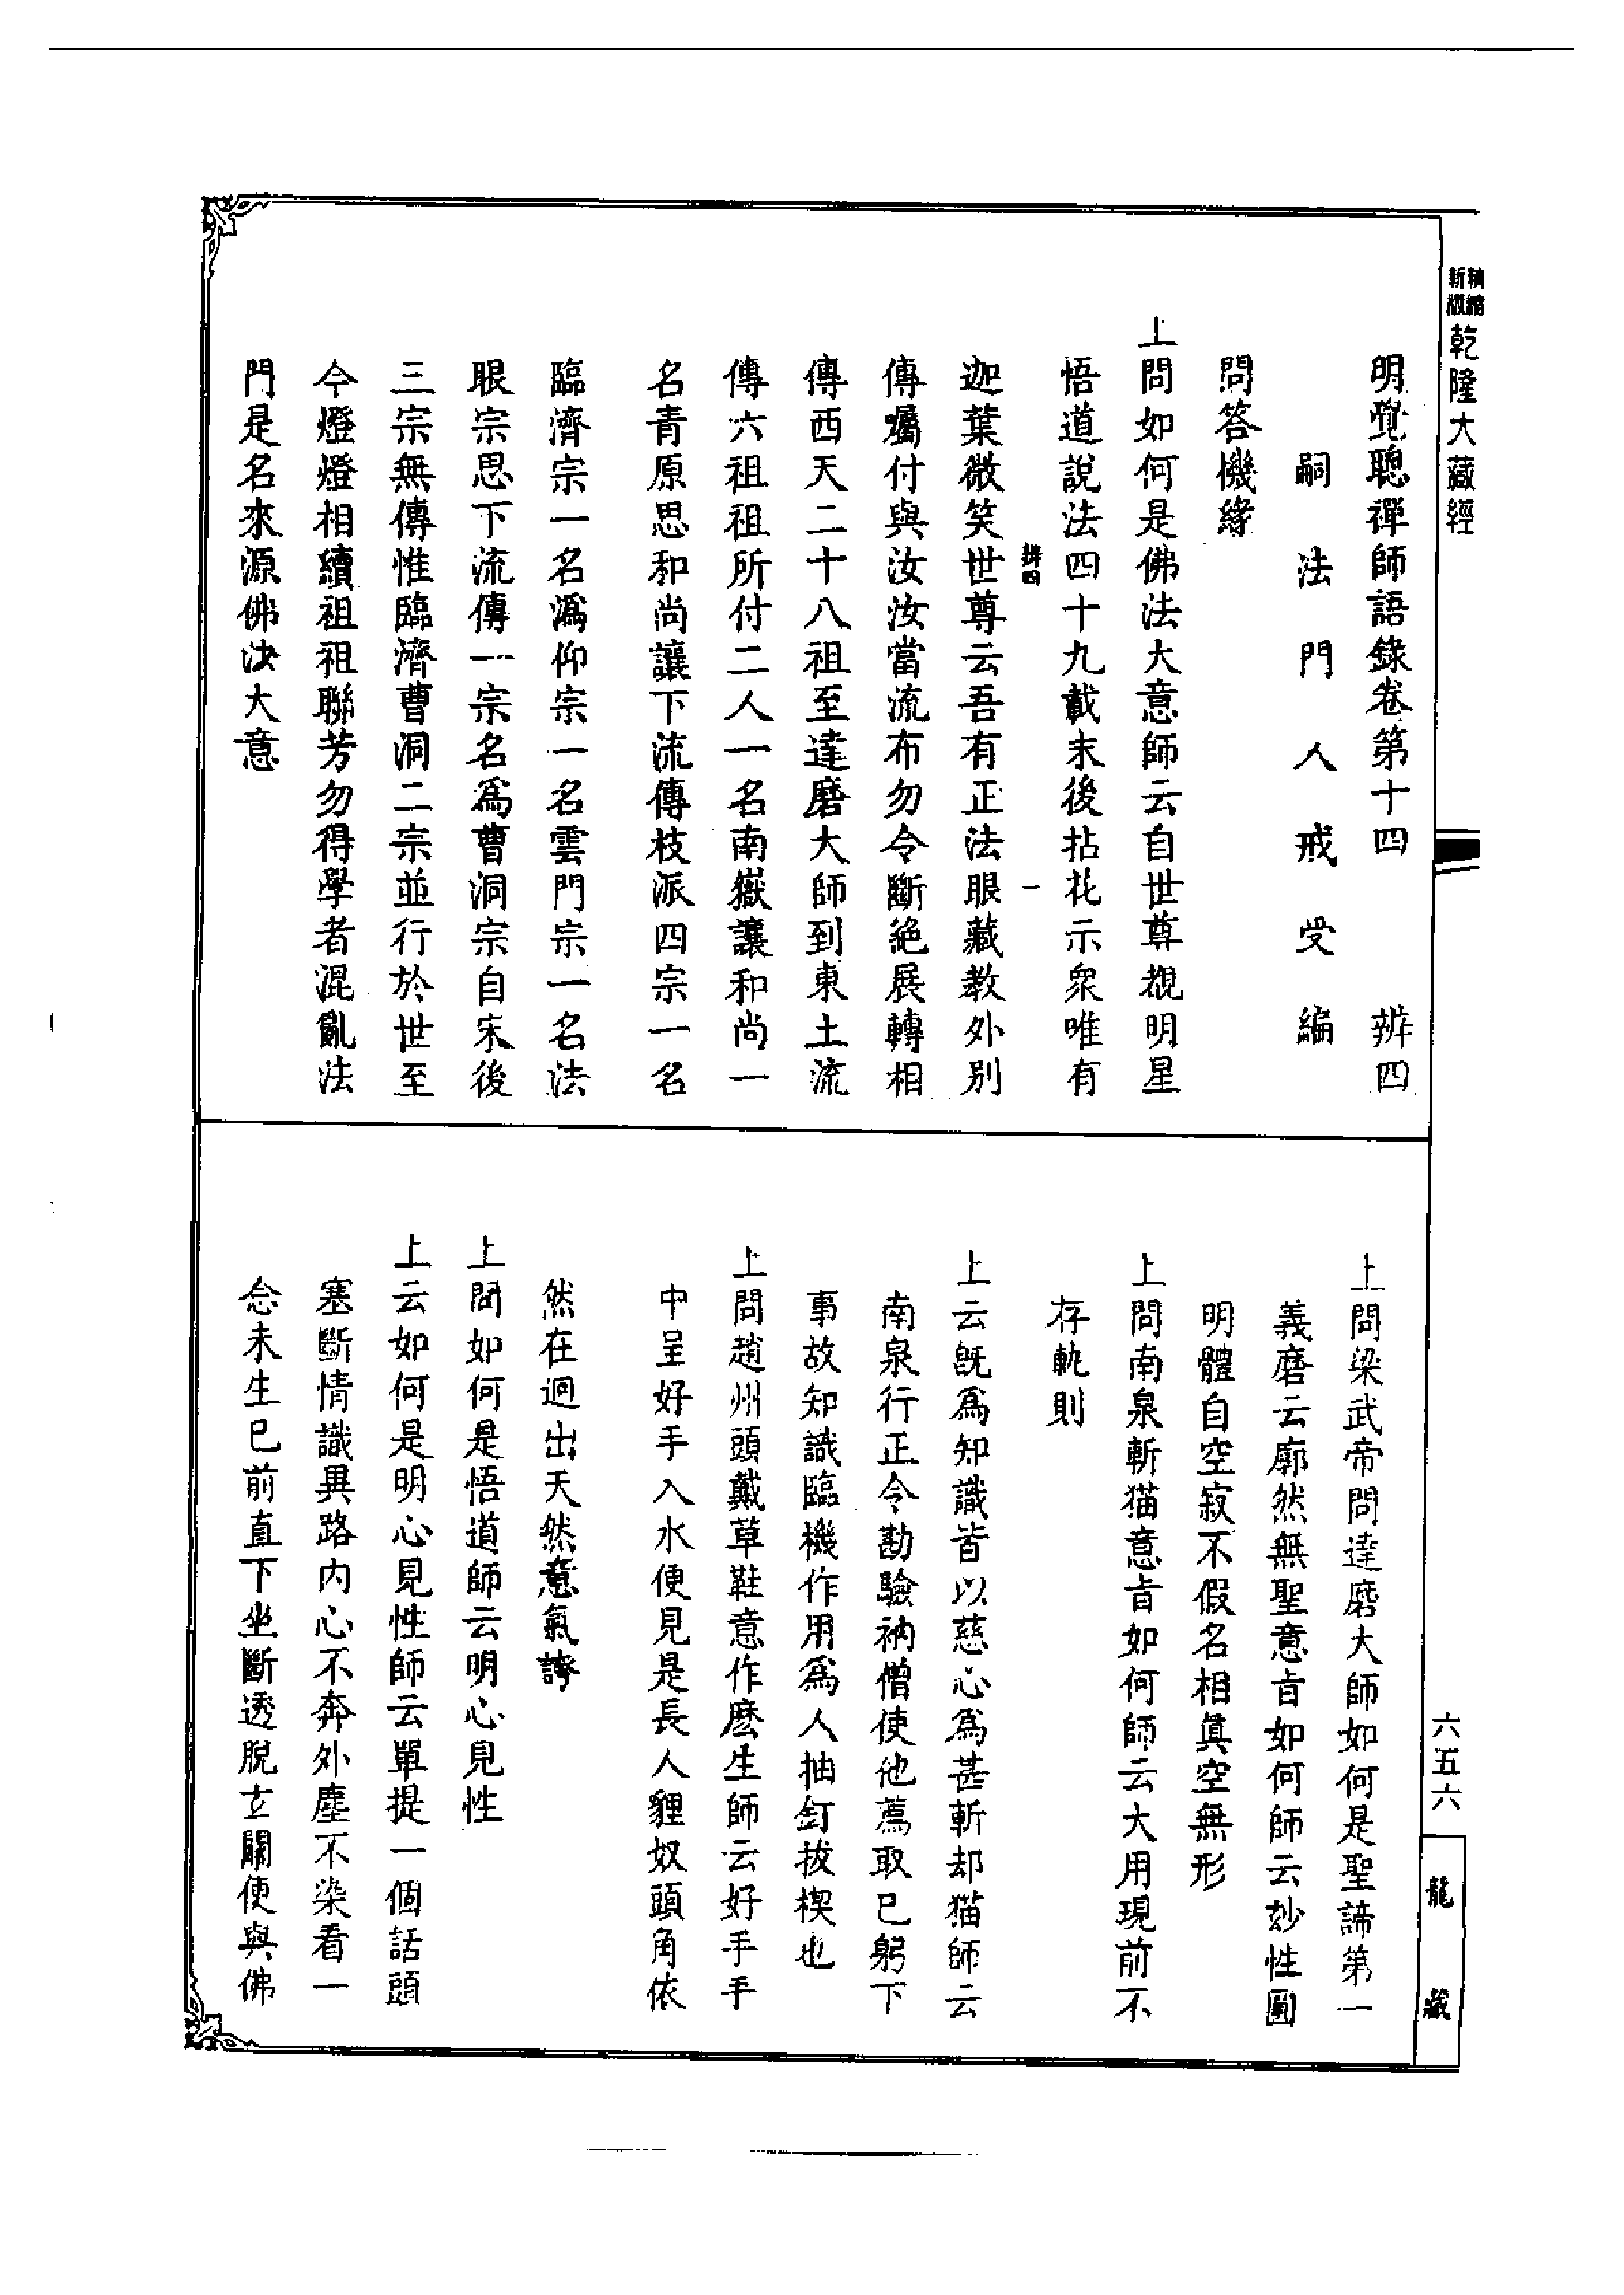 新縮精版
乾隆大藏經
明覺聰禪師語錄卷第十四 辨四
嗣法門人戒受編
問答機緣
上問如何是佛法大意師云自世尊覩明星
悟道說法四十九載末後拈花示衆唯有
辨四 一
迦葉微笑世尊云吾有正法眼藏教外別
傳囑付與汝汝當流布勿令斷絕展轉相
傳西天二十八祖至達磨大師到東土流
傳六祖祖所付二人一名南嶽讓和尚一
名青原思和尚讓下流傳枝派四宗一名
臨濟宗一名溈仰宗一名雲門宗一名法
眼宗思下流傳一宗名爲曹洞宗自宋後
三宗無傳惟臨濟曹洞二宗並行於世至
今燈燈相續祖祖聯芳勿得學者混亂法
門是名來源佛決大意
上問梁武帝問達磨大師如何是聖諦第一
義磨云廓然無聖意旨如何師云妙性圓
明體自空寂不假名相眞空無形
上問南泉斬猫意旨如何師云大用現前不
存軌則
上云旣爲知識皆以慈心爲甚斬却猫師云
南泉行正令勘驗衲僧使他薦取已躬下
事故知識臨機作用爲人抽釘拔楔也
上問趙州頭戴草鞋意作麽生師云好手手
中呈好手入水便見是長人貍奴頭角依
然在迥出天然意氣誇
上問如何是悟道師云明心見性
上云如何是明心見性師云單提一個話頭
塞斷情識異路內心不奔外塵不染看一
念未生已前直下坐斷透脫玄關使與佛
六五六
龍藏